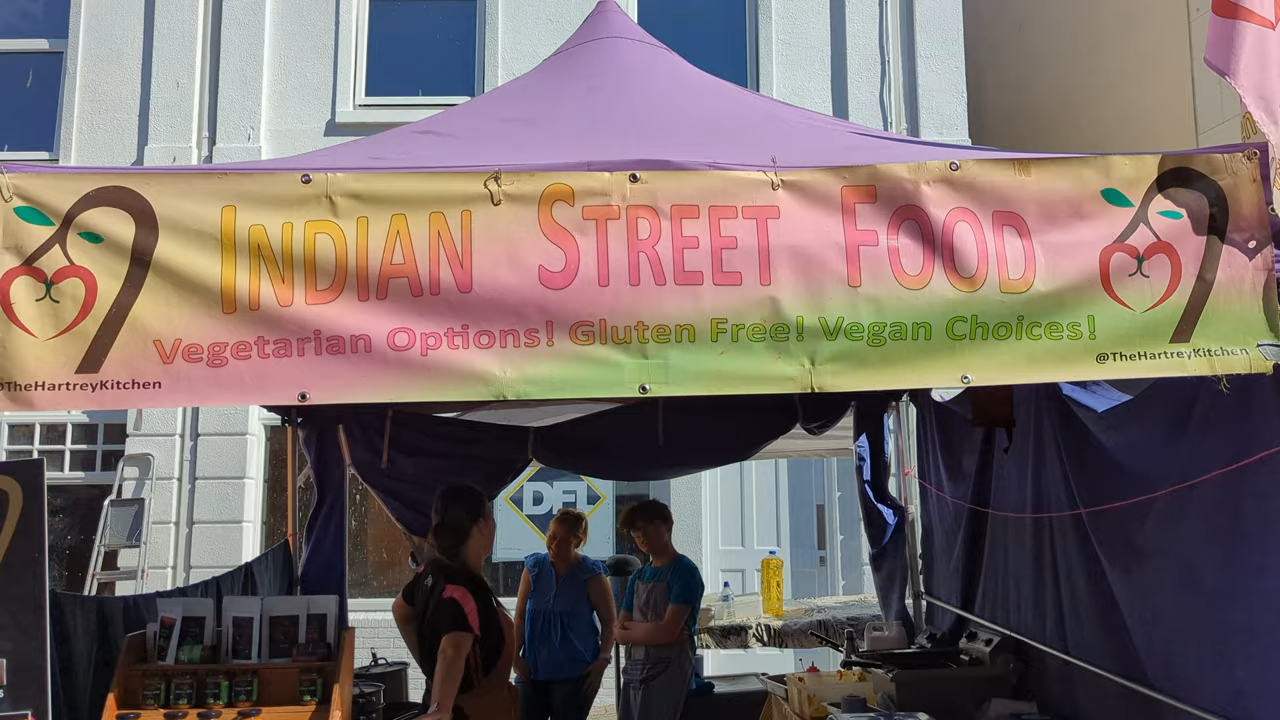 INDIAN STREET FOOD
Vegetarian Options! Gluten Free! Vegan Choices!
@TheHartreyKitchen
@TheHartreyKitchen
DFL